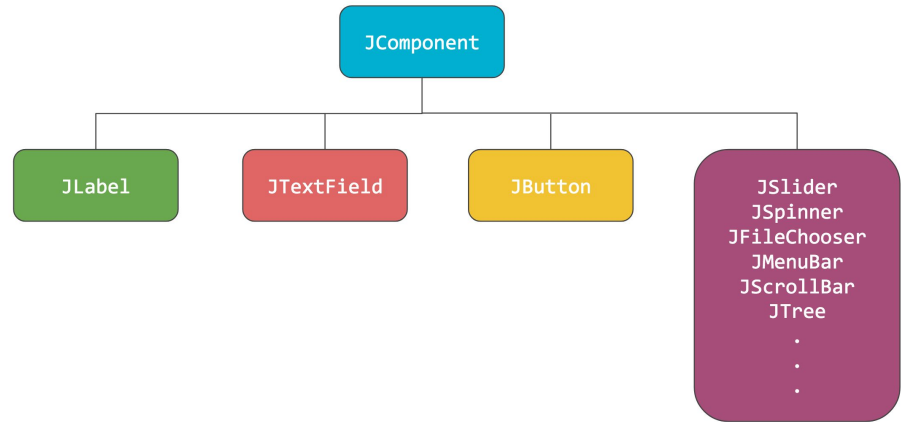 JComponent
JLabel
JTextField
JButton
JSlider
JSpinner
JFileChooser
JMenuBar
JScrollBar
JTree
.
.
.